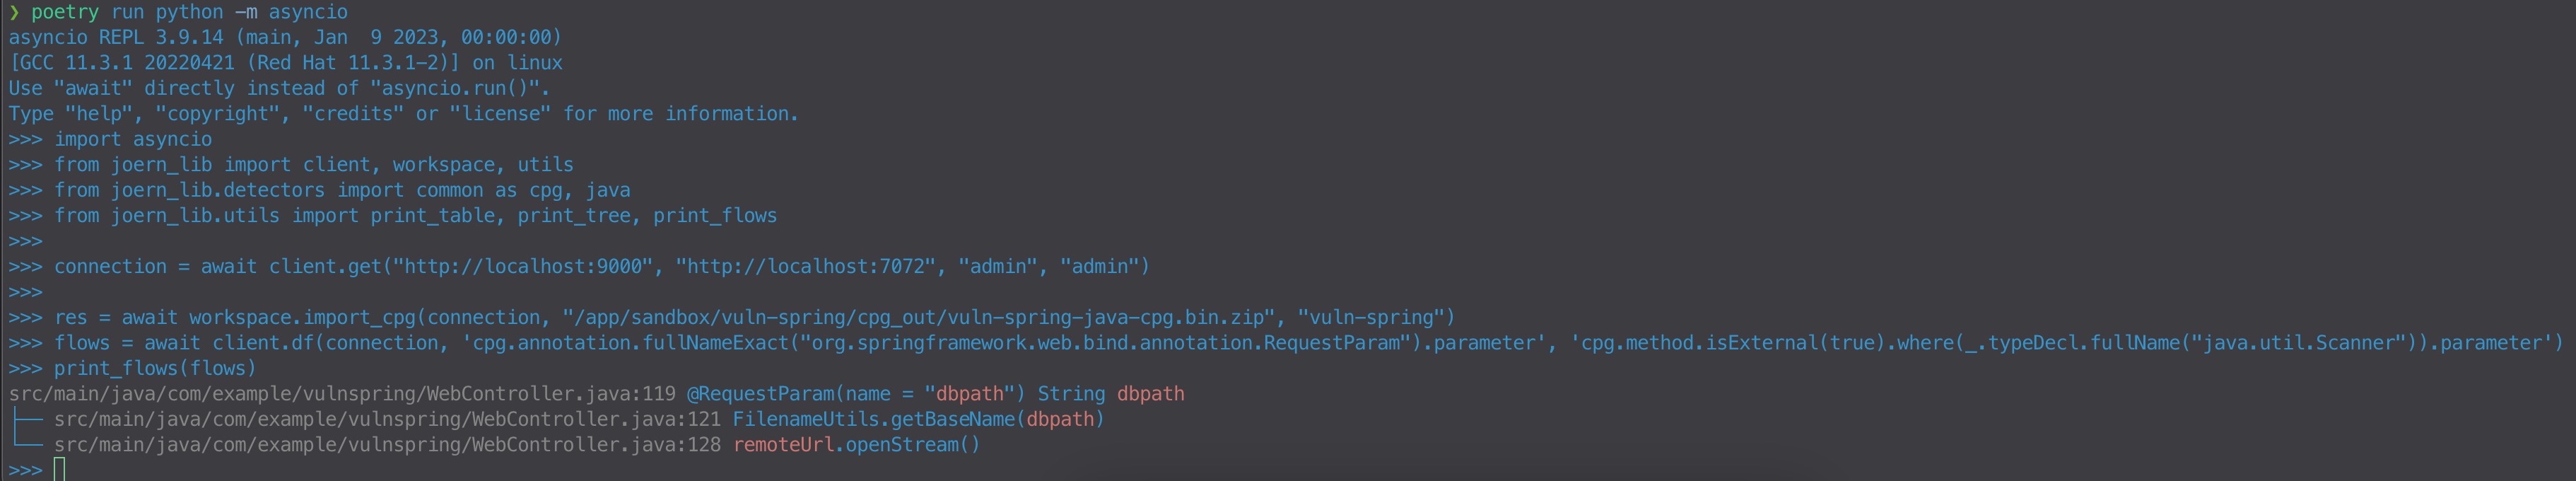 ❯ poetry run python -m asyncio
asyncio REPL 3.9.14 (main, Jan  9 2023, 00:00:00)
[GCC 11.3.1 20220421 (Red Hat 11.3.1-2)] on linux
Use "await" directly instead of "asyncio.run()".
Type "help", "copyright", "credits" or "license" for more information.
>>> import asyncio
>>> from joern_lib import client, workspace, utils
>>> from joern_lib.detectors import common as cpg, java
>>> from joern_lib.utils import print_table, print_tree, print_flows
>>>
>>> connection = await client.get("http://localhost:9000", "http://localhost:7072", "admin", "admin")
>>>
>>> res = await workspace.import_cpg(connection, "/app/sandbox/vuln-spring/cpg_out/vuln-spring-java-cpg.bin.zip", "vuln-spring")
>>> flows = await client.df(connection, 'cpg.annotation.fullNameExact("org.springframework.web.bind.annotation.RequestParam").parameter', 'cpg.method.isExternal(true).where(_.typeDecl.fullName("java.util.Scanner")).parameter')
>>> print_flows(flows)
src/main/java/com/example/vulnspring/WebController.java:119 @RequestParam(name = "dbpath") String dbpath
├── src/main/java/com/example/vulnspring/WebController.java:121 FilenameUtils.getBaseName(dbpath)
└── src/main/java/com/example/vulnspring/WebController.java:128 remoteUrl.openStream()
>>>